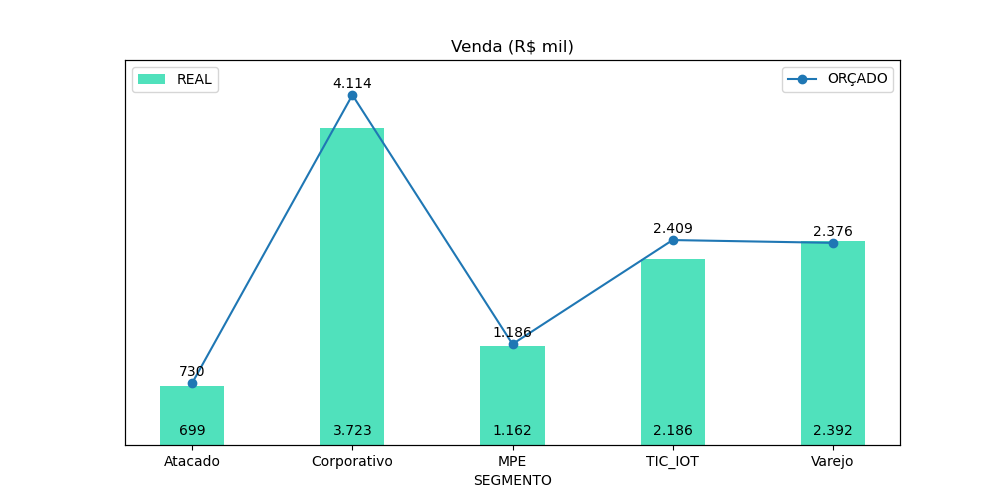 Venda (R$ mil)
REAL
ORÇADO
4.114
2.409
2.376
1.186
730
699
3.723
1.162
2.186
2.392
Atacado
Corporativo
MPE
TIC_IOT
Varejo
SEGMENTO